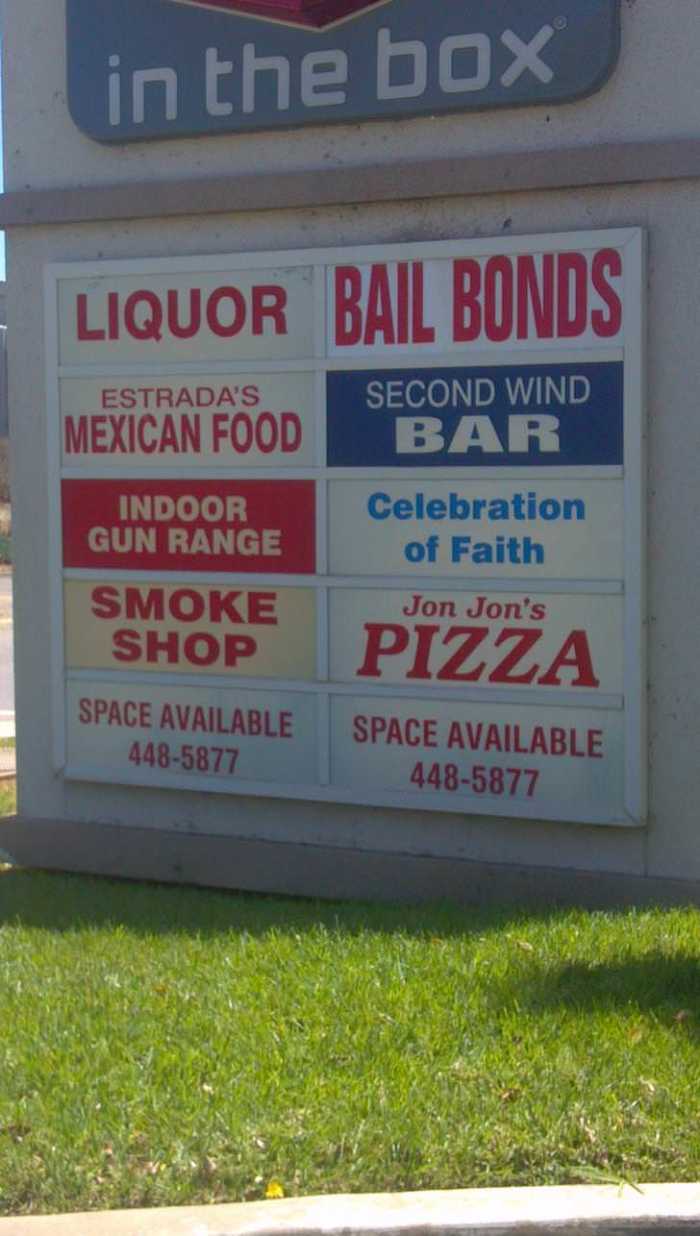 in the box®
LIQUOR
BAIL BONDS
ESTRADA'S
MEXICAN FOOD
SECOND WIND
BAR
INDOOR
GUN RANGE
Celebration
of Faith
SMOKE
SHOP
Jon Jon's
PIZZA
SPACE AVAILABLE
448-5877
SPACE AVAILABLE
448-5877